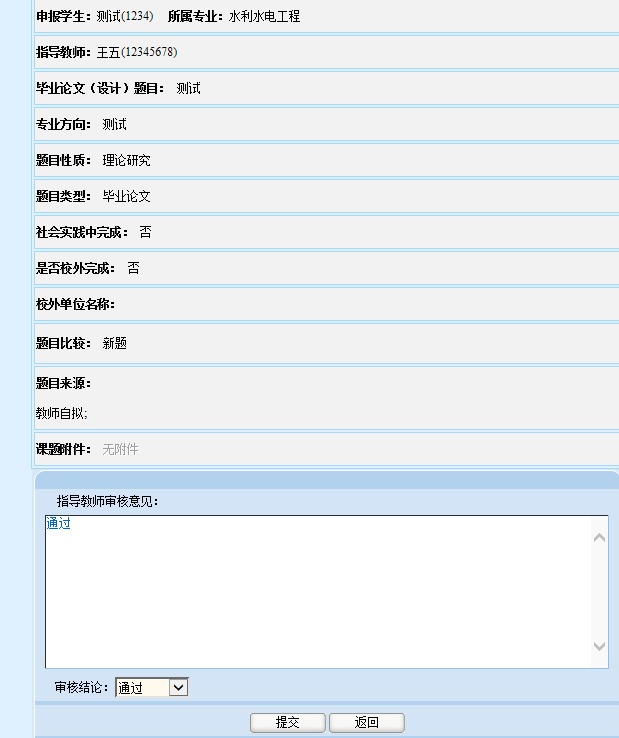 申报学生：测试(1234) 所属专业：水利水电工程
指导教师：王五(12345678)
毕业论文（设计）题目： 测试
专业方向： 测试
题目性质： 理论研究
题目类型： 毕业论文
社会实践中完成： 否
是否校外完成： 否
校外单位名称：
题目比较： 新题
题目来源：
教师自拟;
课题附件： 无附件
指导教师审核意见：
通过
审核结论： 通过
提交 返回